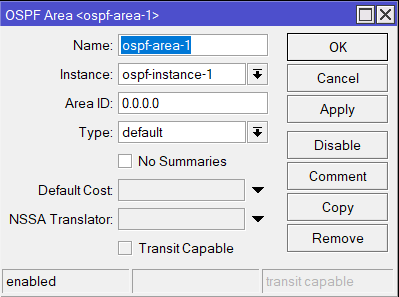 OSPF Area <ospf-area-1>
Name: ospf-area-1
OK
Instance: ospf-instance-1
Cancel
Area ID: 0.0.0.0
Apply
Type: default
Disable
No Summaries
Comment
Default Cost:
Copy
NSSA Translator:
Remove
Transit Capable
enabled
transit capable